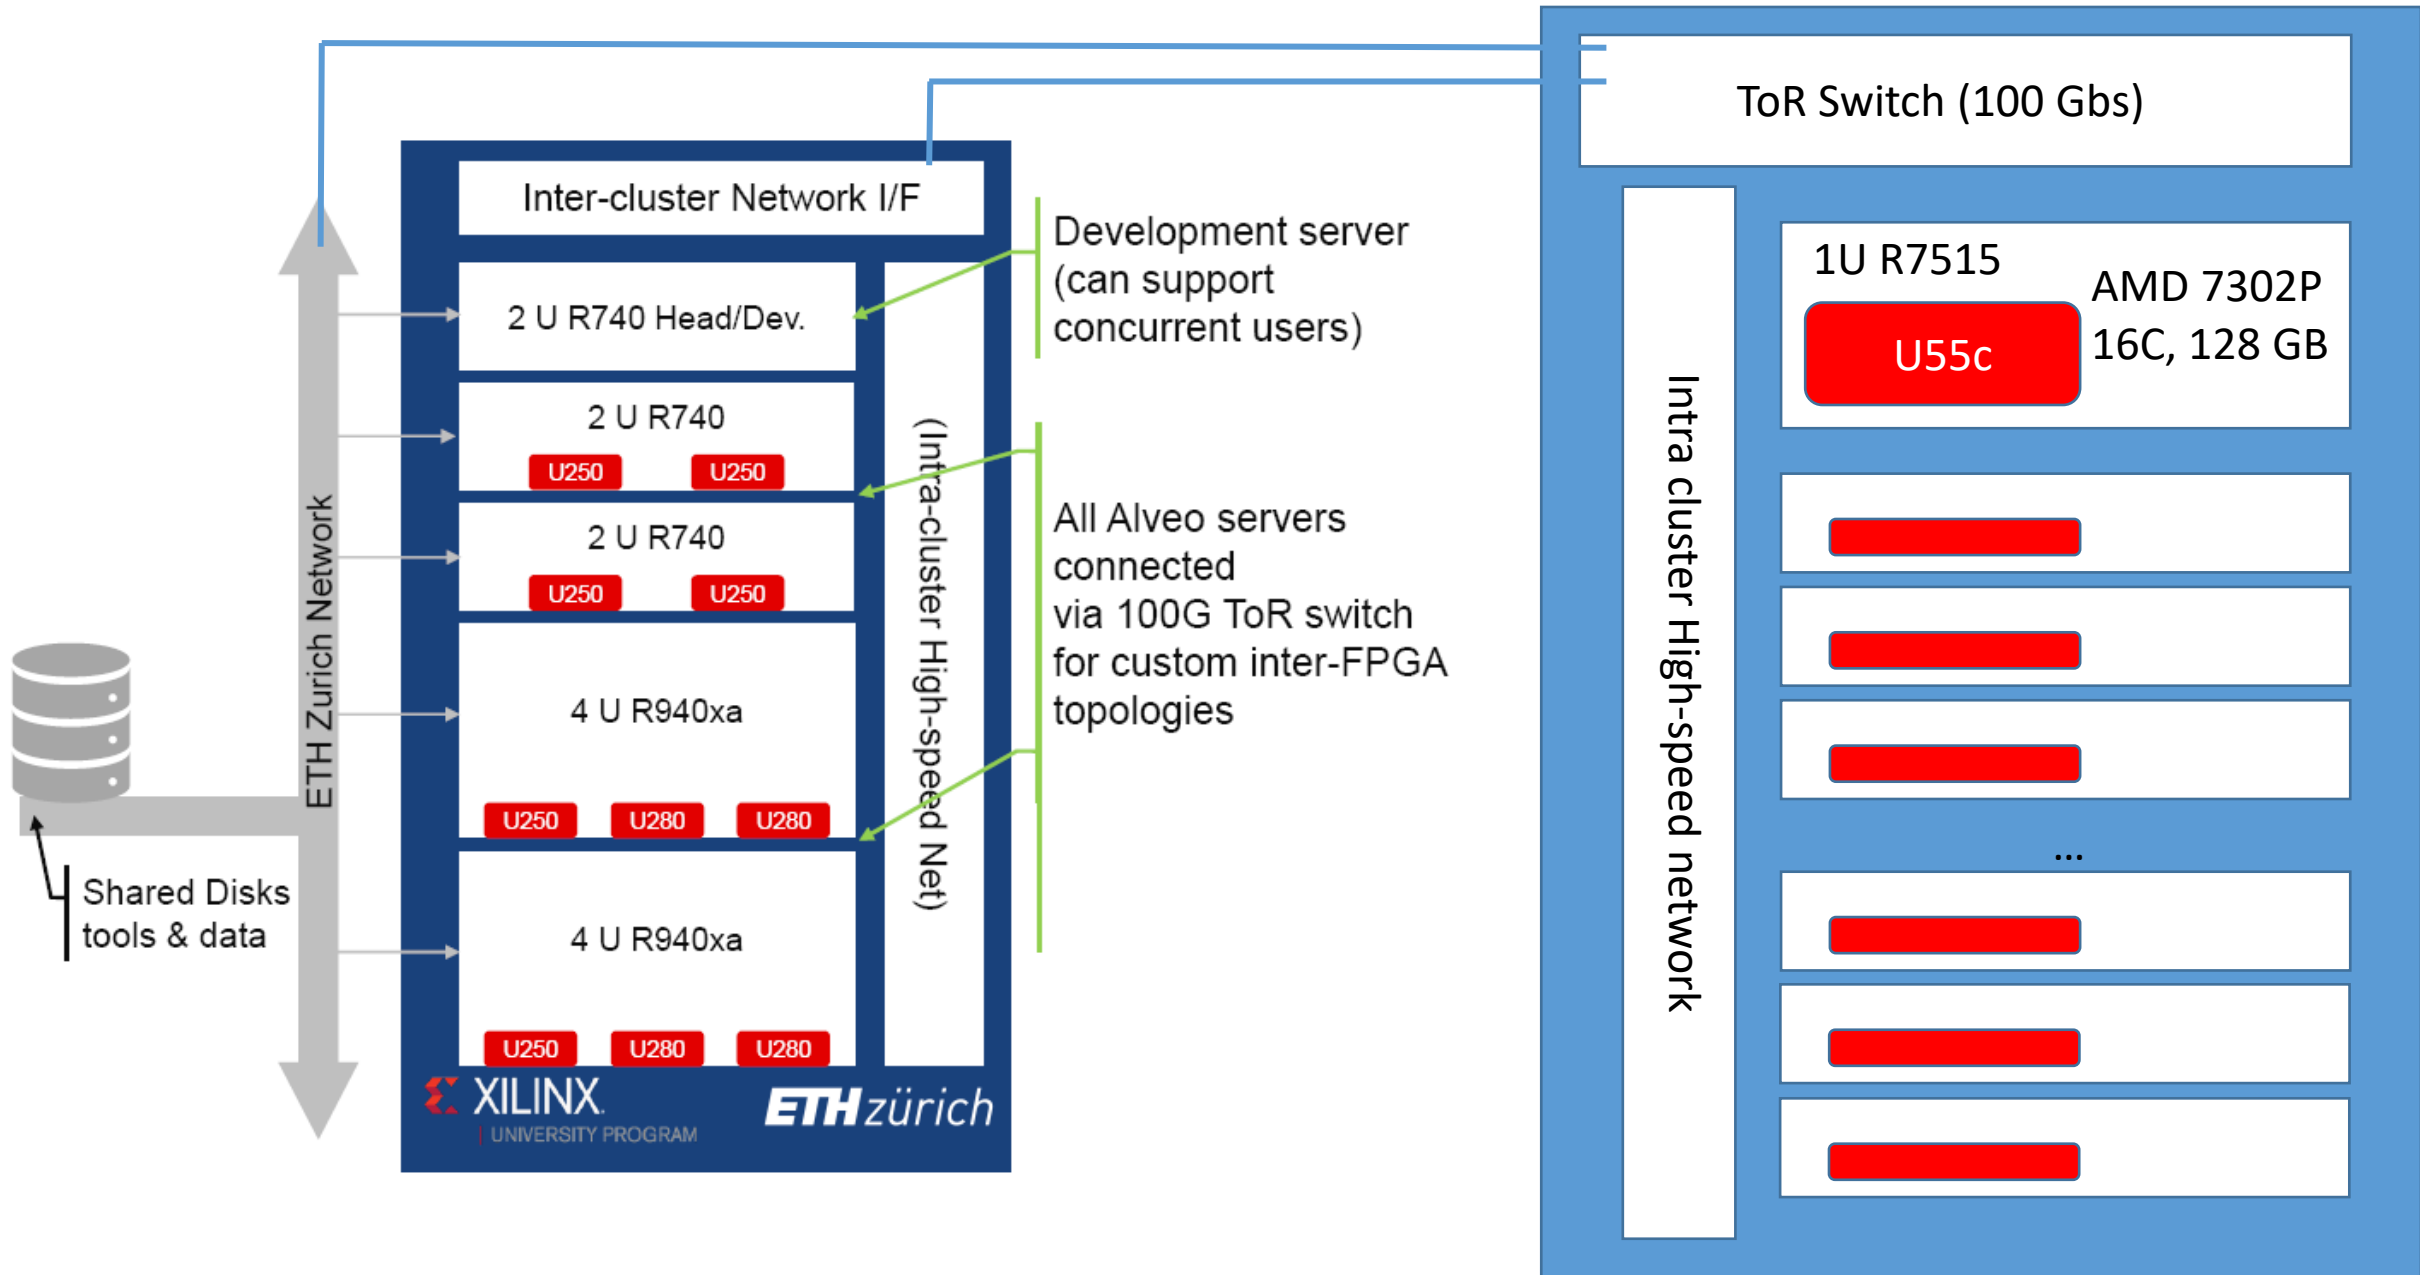 ToR Switch (100 Gbs)
Inter-cluster Network I/F
2 U R740 Head/Dev.
2 U R740
U250
U250
2 U R740
U250
U250
4 U R940xa
U250
U280
U280
4 U R940xa
U250
U280
U280
(Intra-cluster High-speed Net)
XILINX.
UNIVERSITY PROGRAM
ETH zürich
ETH Zurich Network
Shared Disks
tools & data
Development server
(can support
concurrent users)
All Alveo servers
connected
via 100G ToR switch
for custom inter-FPGA
topologies
Intra cluster High-speed network
1U R7515
U55c
AMD 7302P
16C, 128 GB
...